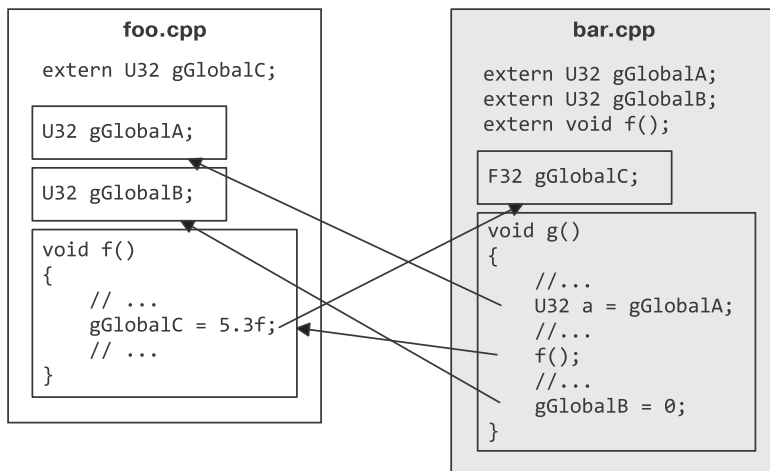 foo.cpp
extern U32 gGlobalC;
U32 gGlobalA;
U32 gGlobalB;
void f()
{
// ...
gGlobalC = 5.3f;
// ...
}
bar.cpp
extern U32 gGlobalA;
extern U32 gGlobalB;
extern void f();
F32 gGlobalC;
void g()
{
//...
U32 a = gGlobalA;
//...
f();
//...
gGlobalB = 0;
}